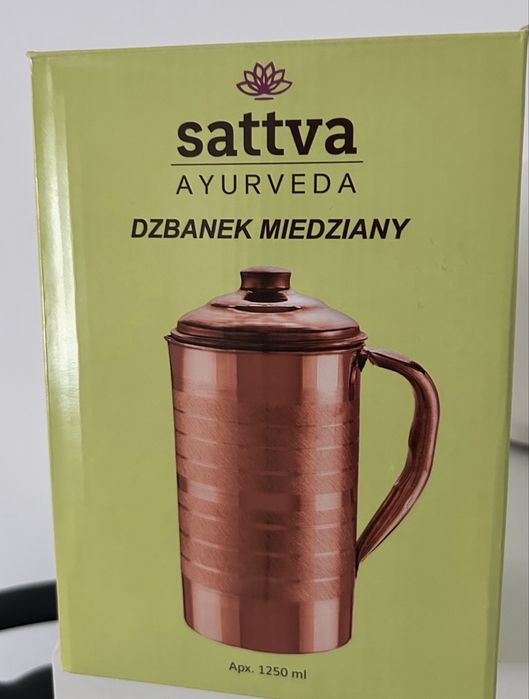 sattva
AYURVEDA
DZBANEK MIEDZIANY
Apx. 1250 ml